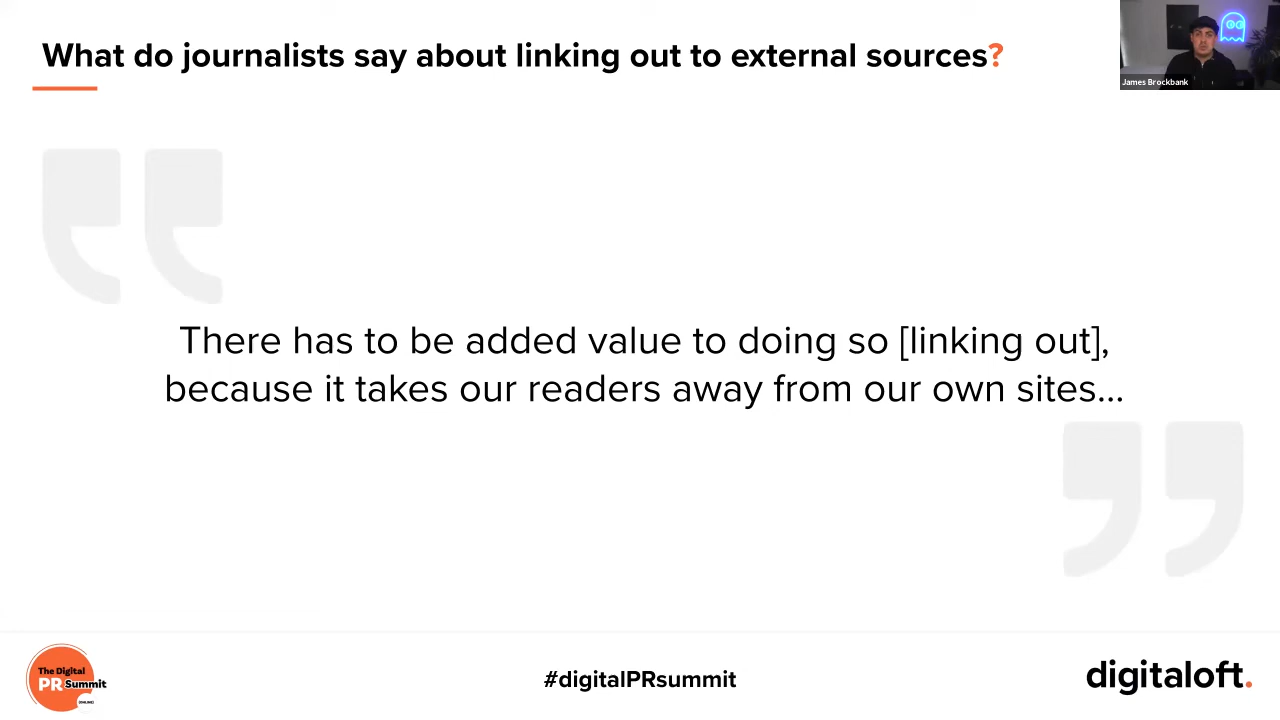 What do journalists say about linking out to external sources?
James Brockbank
There has to be added value to doing so [linking out],
because it takes our readers away from our own sites...
The Digital
PR Summit
(ONLINE)
#digitalPRsummit
digitaloft.